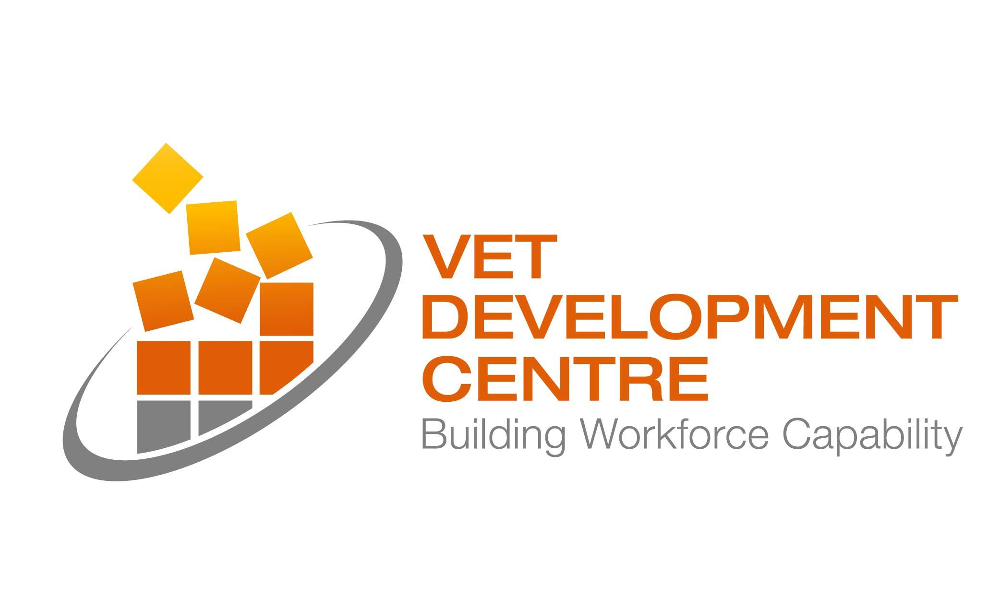 VET
DEVELOPMENT
CENTRE
Building Workforce Capability